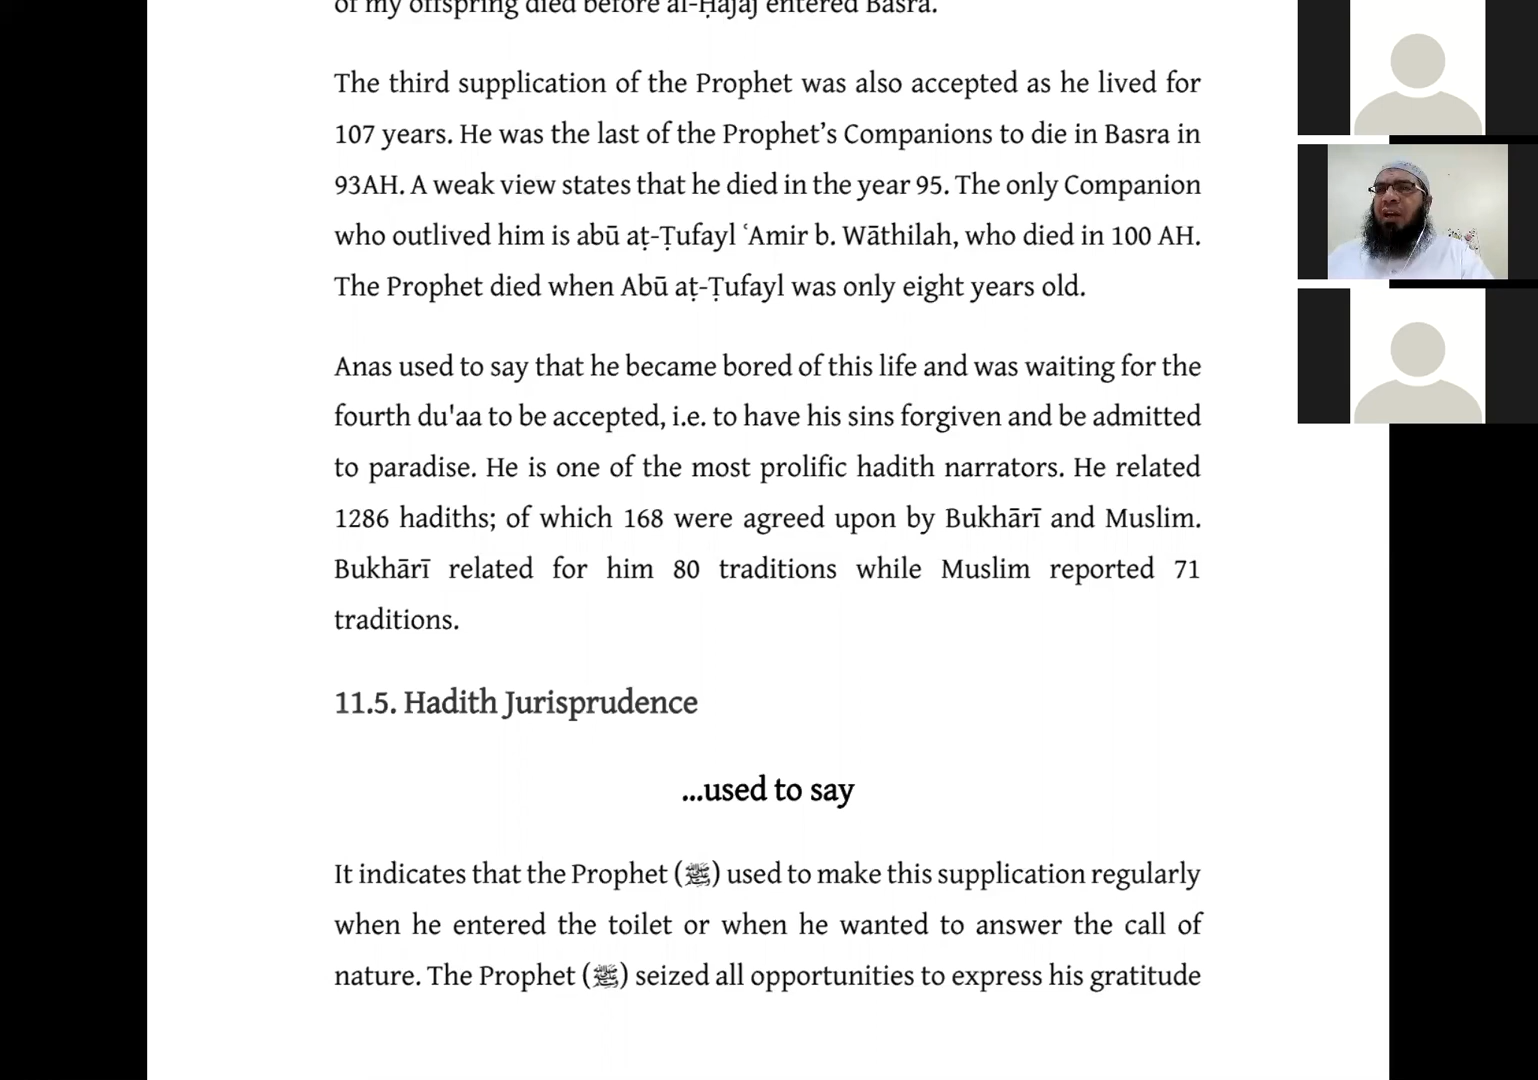 of my offspring died before al-Ḥajaj entered Basra.
The third supplication of the Prophet was also accepted as he lived for
107 years. He was the last of the Prophet’s Companions to die in Basra in
93AH. A weak view states that he died in the year 95. The only Companion
who outlived him is abū aṭ-Ṭufayl ʿAmir b. Wāthilah, who died in 100 AH.
The Prophet died when Abū aṭ-Ṭufayl was only eight years old.
Anas used to say that he became bored of this life and was waiting for the
fourth du'aa to be accepted, i.e. to have his sins forgiven and be admitted
to paradise. He is one of the most prolific hadith narrators. He related
1286 hadiths; of which 168 were agreed upon by Bukhārī and Muslim.
Bukhārī related for him 80 traditions while Muslim reported 71
traditions.
11.5. Hadith Jurisprudence
...used to say
It indicates that the Prophet (ﷺ) used to make this supplication regularly
when he entered the toilet or when he wanted to answer the call of
nature. The Prophet (ﷺ) seized all opportunities to express his gratitude